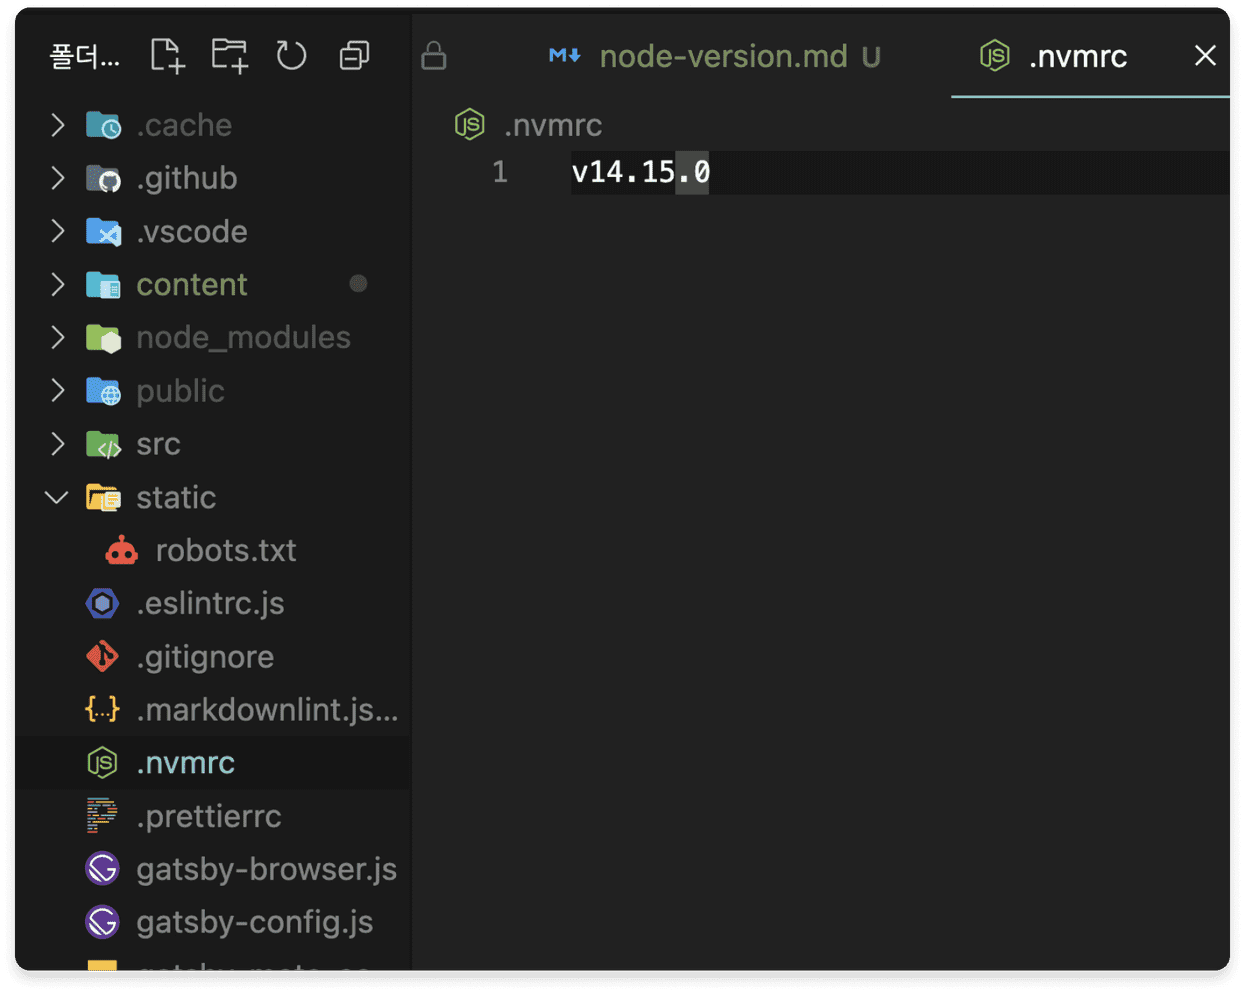 폴더...
node-version.md U
.nvmrc
.cache
.github
.vscode
content
node_modules
public
src
static
robots.txt
.eslintrc.js
.gitignore
.markdownlint.js...
.nvmrc
.prettierrc
gatsby-browser.js
gatsby-config.js
.nvmrc
1 v14.15.0